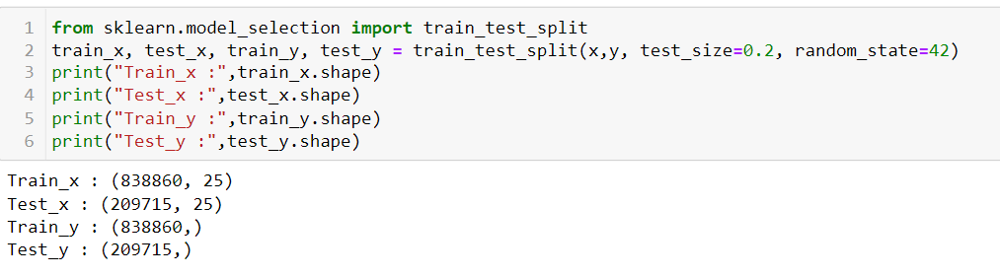 1 from sklearn.model_selection import train_test_split
2 train_x, test_x, train_y, test_y = train_test_split(x,y, test_size=0.2, random_state=42)
3 print("Train_x :",train_x.shape)
4 print("Test_x :",test_x.shape)
5 print("Train_y :",train_y.shape)
6 print("Test_y :",test_y.shape)
Train_x : (838860, 25)
Test_x : (209715, 25)
Train_y : (838860,)
Test_y : (209715,)